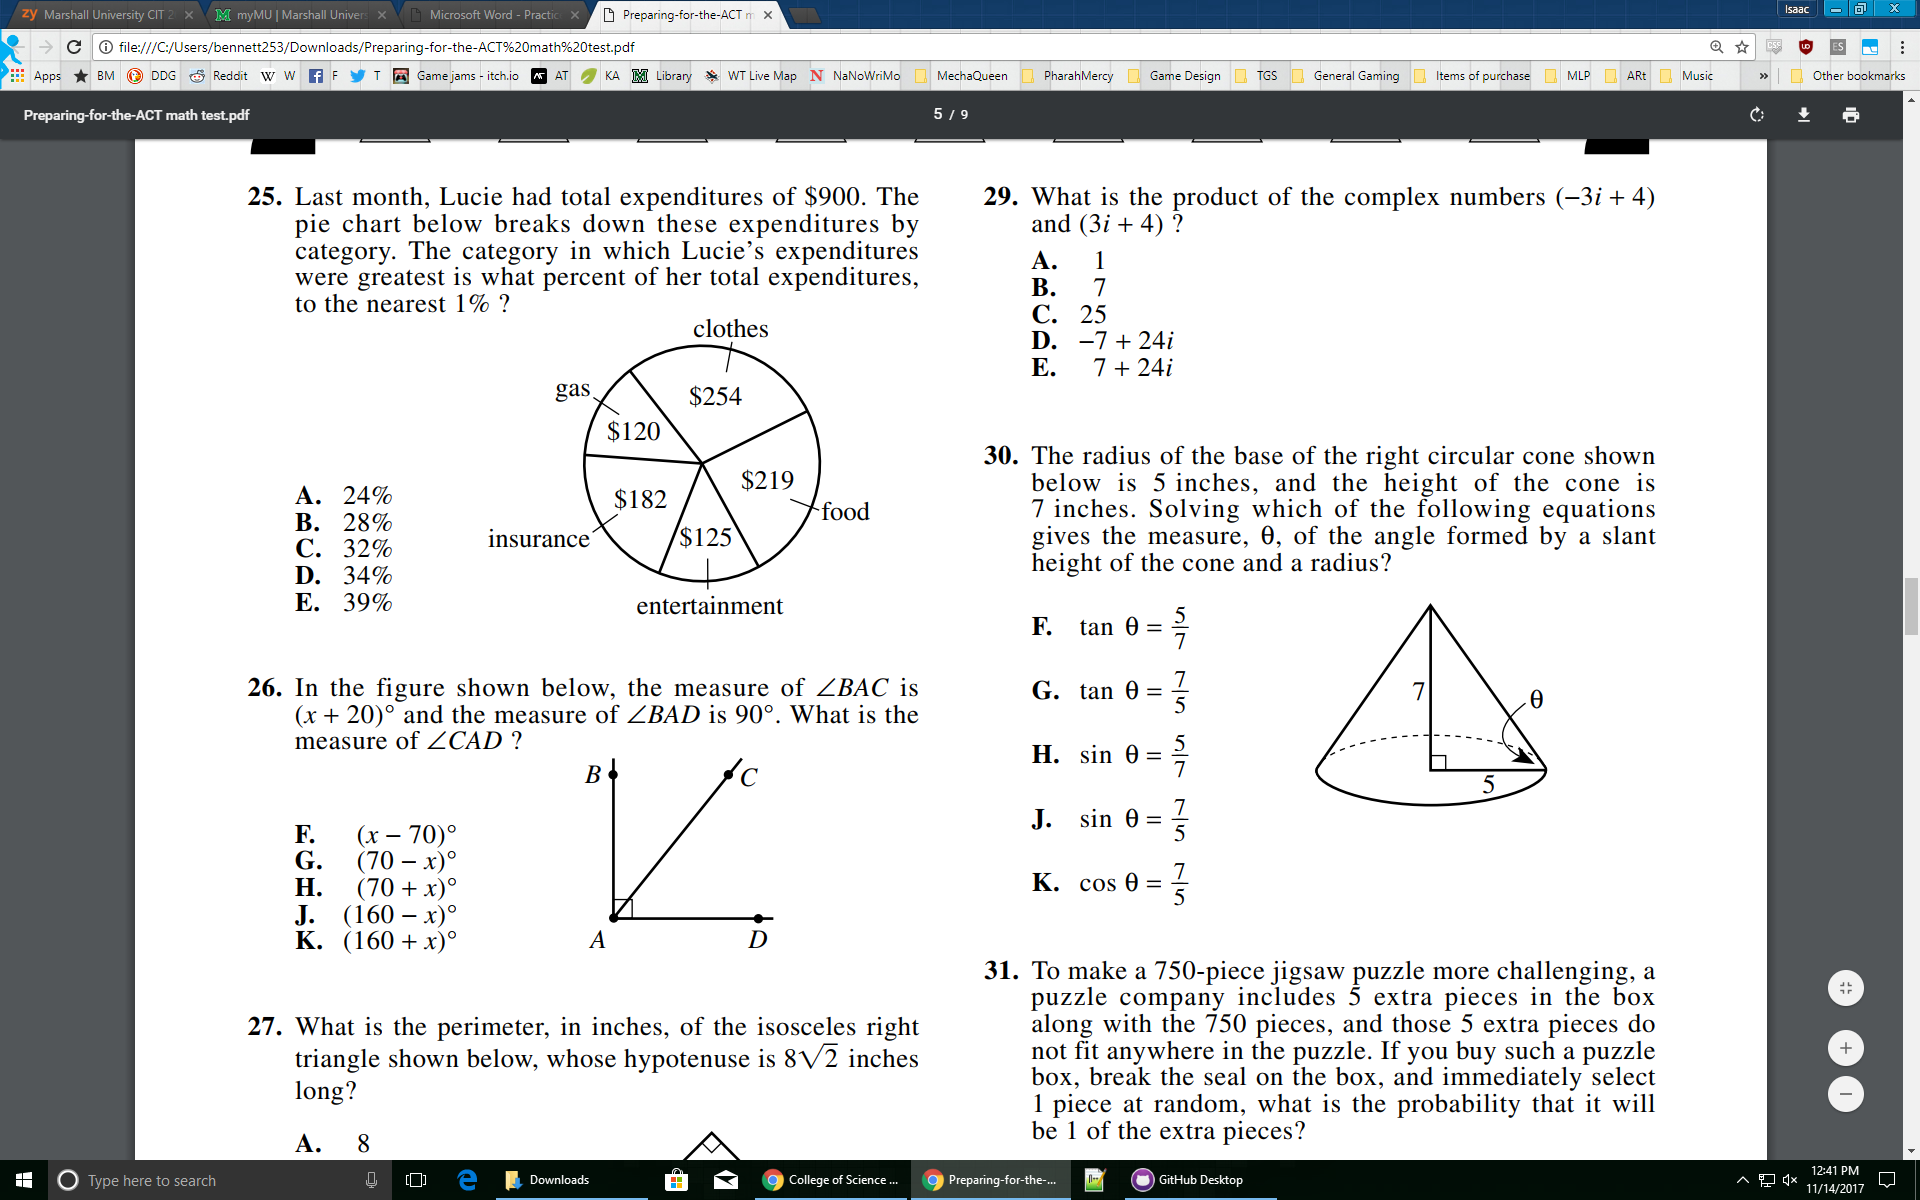 Marshall University CIT 2
myMU | Marshall Univers
Microsoft Word - Practic
Preparing-for-the-ACT m
Isaac
file:///C:/Users/bennett253/Downloads/Preparing-for-the-ACT%20math%20test.pdf
Apps BM DDG Reddit W W F T Game jams - itch.io AT KA Library WT Live Map NaNoWriMo MechaQueen PharahMercy Game Design TGS General Gaming Items of purchase MLP ARt Music » Other bookmarks
Preparing-for-the-ACT math test.pdf
5 / 9
25. Last month, Lucie had total expenditures of $900. The
pie chart below breaks down these expenditures by
category. The category in which Lucie's expenditures
were greatest is what percent of her total expenditures,
to the nearest 1% ?
clothes
gas
$254
$120
$219
$182
food
insurance
$125
entertainment
A. 24%
B. 28%
C. 32%
D. 34%
E. 39%
26. In the figure shown below, the measure of ∠BAC is
(x + 20)° and the measure of ∠BAD is 90°. What is the
measure of ∠CAD ?
B
C
A
D
F. (x − 70)°
G. (70 − x)°
H. (70 + x)°
J. (160 − x)°
K. (160 + x)°
27. What is the perimeter, in inches, of the isosceles right
triangle shown below, whose hypotenuse is 8√2 inches
long?
A. 8
29. What is the product of the complex numbers (−3i + 4)
and (3i + 4) ?
A. 1
B. 7
C. 25
D. −7 + 24i
E. 7 + 24i
30. The radius of the base of the right circular cone shown
below is 5 inches, and the height of the cone is
7 inches. Solving which of the following equations
gives the measure, θ, of the angle formed by a slant
height of the cone and a radius?
F. tan θ = 5/7
G. tan θ = 7/5
H. sin θ = 5/7
J. sin θ = 7/5
K. cos θ = 7/5
7
θ
5
31. To make a 750-piece jigsaw puzzle more challenging, a
puzzle company includes 5 extra pieces in the box
along with the 750 pieces, and those 5 extra pieces do
not fit anywhere in the puzzle. If you buy such a puzzle
box, break the seal on the box, and immediately select
1 piece at random, what is the probability that it will
be 1 of the extra pieces?
Type here to search
Downloads
College of Science ...
Preparing-for-the-...
GitHub Desktop
12:41 PM
11/14/2017